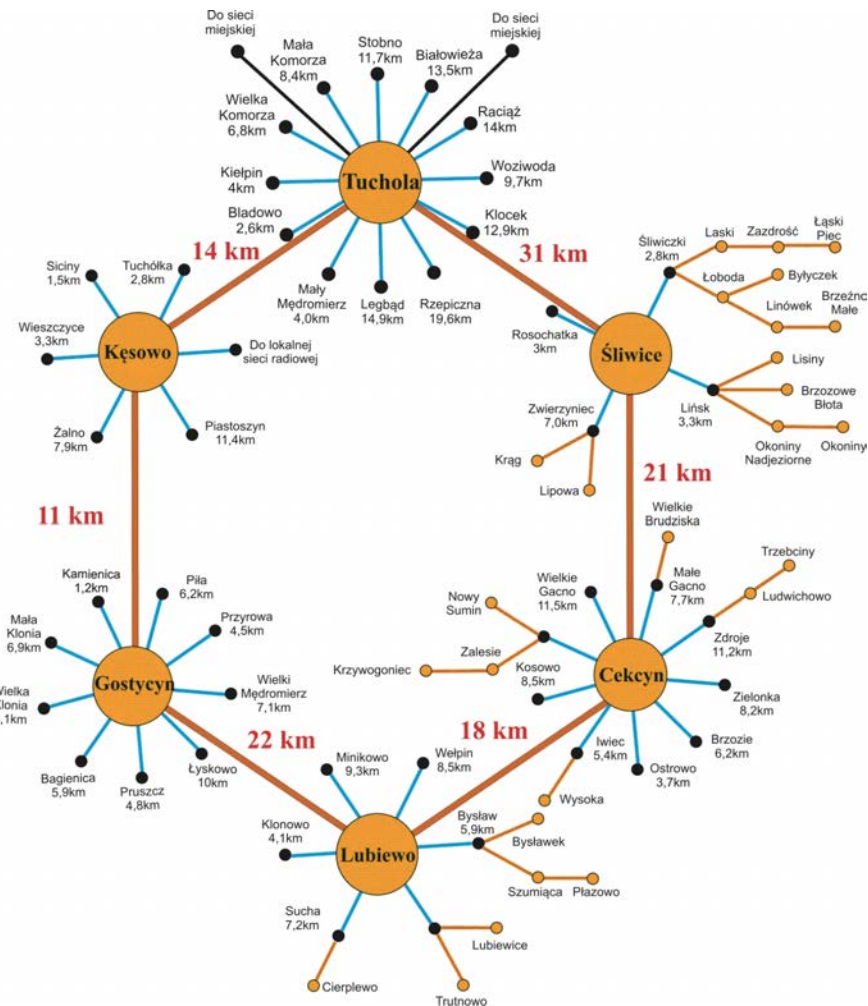 Do sieci
miejskiej
Do sieci
miejskiej
Mała
Komorza
8,4km
Stobno
11,7km
Białowieża
13,5km
Wielka
Komorza
6,8km
Raciąż
14km
Kiełpin
4km
Tuchola
Woziwoda
9,7km
Bladowo
2,6km
Klocek
12,9km
14 km
31 km
Mały
Mędromierz
4,0km
Legbąd
14,9km
Rzepiczna
19,6km
Siciny
1,5km
Tuchółka
2,8km
Wieszczyce
3,3km
Kęsowo
Do lokalnej
sieci radiowej
Żalno
7,9km
Piastoszyn
11,4km
Śliwiczki
2,8km
Laski
Zazdrość
Łąski
Piec
Łoboda
Byłyczek
Linówek
Brzeźno
Małe
Rosochatka
3km
Śliwice
Lisiny
Lińsk
3,3km
Brzozowe
Błota
Zwierzyniec
7,0km
Okoniny
Nadjeziorne
Okoniny
Krąg
Lipowa
11 km
21 km
Wielkie
Brudziska
Kamienica
1,2km
Piła
6,2km
Mała
Klonia
6,9km
Przyrowa
4,5km
Gostycyn
Wielki
Mędromierz
7,1km
ielka
lonia
,1km
Bagienica
5,9km
Pruszcz
4,8km
Łyskowo
10km
Wielkie
Gacno
11,5km
Małe
Gacno
7,7km
Trzebciny
Ludwichowo
Nowy
Sumin
Zdroje
11,2km
Zalesie
Krzywogoniec
Kosowo
8,5km
Cekcyn
Zielonka
8,2km
Iwiec
5,4km
Brzozie
6,2km
Ostrowo
3,7km
Wysoka
22 km
18 km
Minikowo
9,3km
Wełpin
8,5km
Klonowo
4,1km
Lubiewo
Bysław
5,9km
Bysławek
Szumiąca
Płazowo
Sucha
7,2km
Lubiewice
Cierplewo
Trutnowo